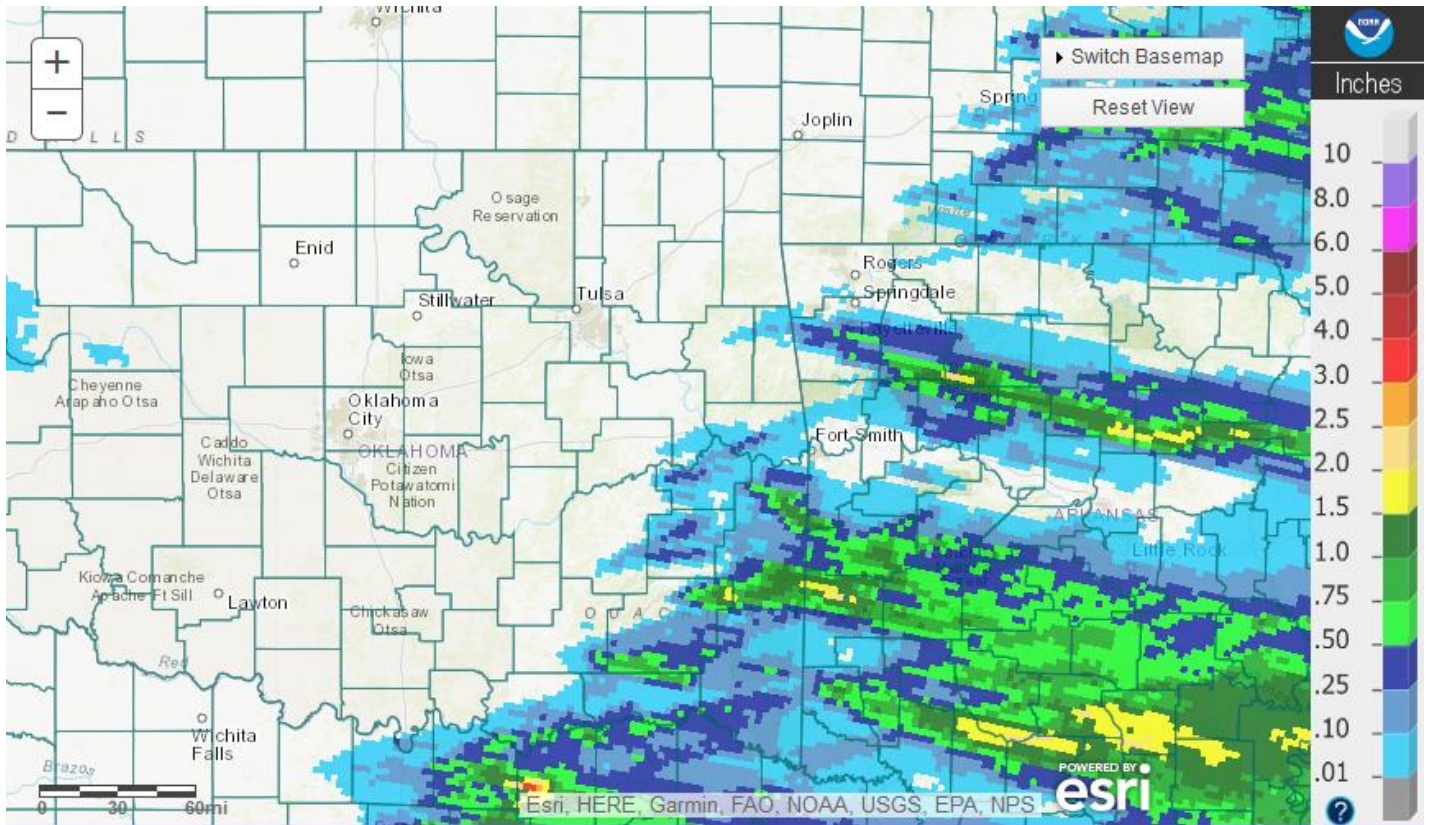 Wichita
+
−
Switch Basemap
Reset View
NOAA
Inches
10
8.0
6.0
5.0
4.0
3.0
2.5
2.0
1.5
1.0
.75
.50
.25
.10
.01
?
D
L L S
Spring
Joplin
Osage
Reservation
White
Enid
Rogers
Springdale
Fayetteville
Stillwater
Tulsa
Iowa
Otsa
Cheyenne
Arapaho Otsa
Oklahoma
City
OKLAHOMA
Citizen
Potawatomi
Nation
Caddo
Wichita
Delaware
Otsa
Fort Smith
ARKANSAS
Little Rock
Kiowa Comanche
Apache Ft Sill
Lawton
Chickasaw
Otsa
O U A C
Red
Wichita
Falls
Brazos
0 30 60mi
Esri, HERE, Garmin, FAO, NOAA, USGS, EPA, NPS
POWERED BY
esri